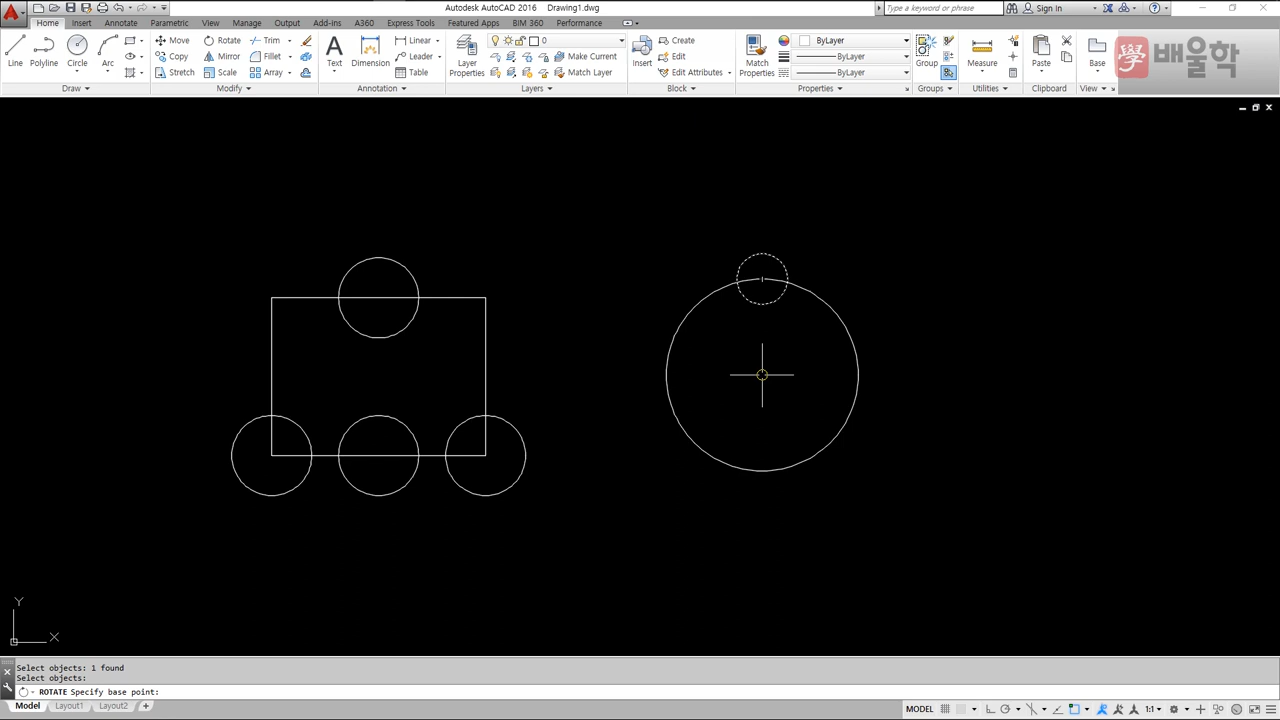 Autodesk AutoCAD 2016 Drawing1.dwg
Type a keyword or phrase
Sign In
Home Insert Annotate Parametric View Manage Output Add-ins A360 Express Tools Featured Apps BIM 360 Performance
Line Polyline Circle Arc
Move Rotate Trim
Copy Mirror Fillet
Stretch Scale Array
Text Dimension
Linear
Leader
Table
Layer
Properties
0
Make Current
Match Layer
Insert
Create
Edit
Edit Attributes
Match
Properties
ByLayer
ByLayer
ByLayer
Group Measure Paste Base
學 배울학
Draw Modify Annotation Layers Block Properties Groups Utilities Clipboard View
Y
X
Select objects: 1 found
Select objects:
ROTATE Specify base point:
Model Layout1 Layout2 +
MODEL 1:1